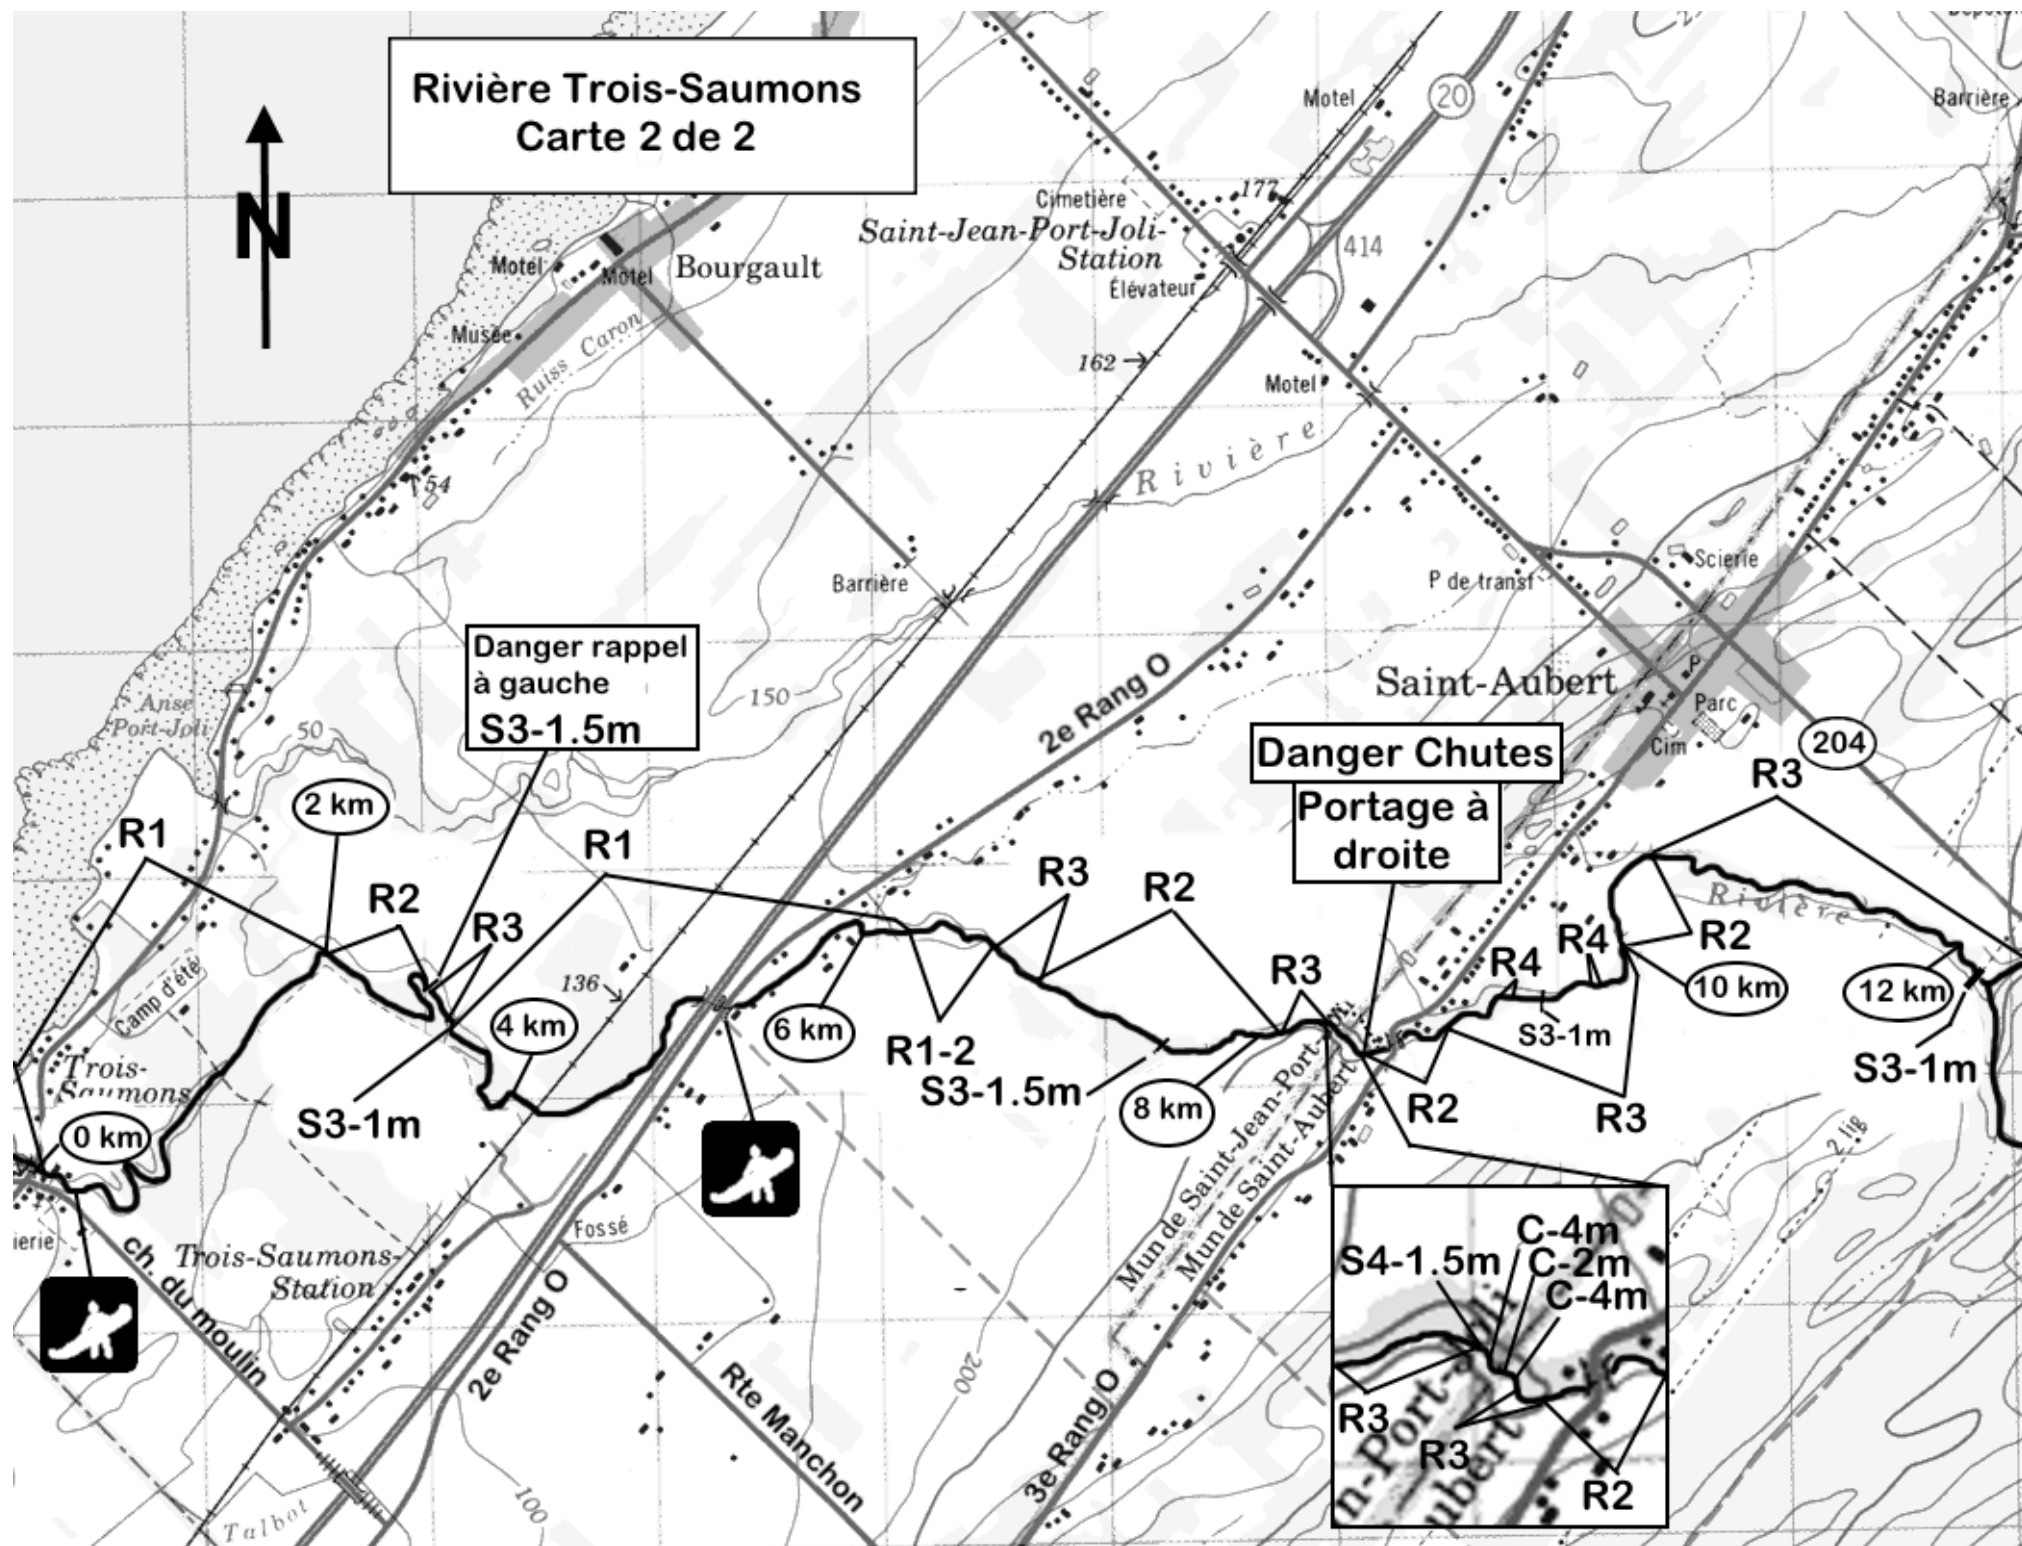 Rivière Trois-Saumons
Carte 2 de 2
N
Motel
20
Barrière
Cimetière
177
Saint-Jean-Port-Joli-
Station
414
Élévateur
Motel
Motel
Bourgault
Musée
Ruiss Caron
162
Motel
Rivière
54
Barrière
P de transf
Scierie
Danger rappel
à gauche
S3-1.5m
Anse
Port-Joli
50
150
2e Rang O
Saint-Aubert
P
Parc
Cim
204
Danger Chutes
Portage à
droite
R3
R1
2 km
R1
R2
R3
R3
R2
R3
R4
R4
R2
Rivière
10 km
12 km
Camp d'été
136
4 km
6 km
R1-2
S3-1.5m
8 km
S3-1m
S3-1m
R2
R3
Trois-
Saumons
0 km
S3-1m
Mun de Saint-Jean-Port-
Mun de Saint-Aubert
2 lig
ierie
ch. du moulin
Trois-Saumons-
Station
Fossé
2e Rang O
Rte Manchon
200
3e Rang O
100
Talbot
C-4m
S4-1.5m
C-2m
C-4m
R3
R3
R2
n-Port-
ubert